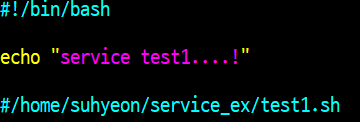 #!/bin/bash
echo "service test1....!"
#/home/suhyeon/service_ex/test1.sh